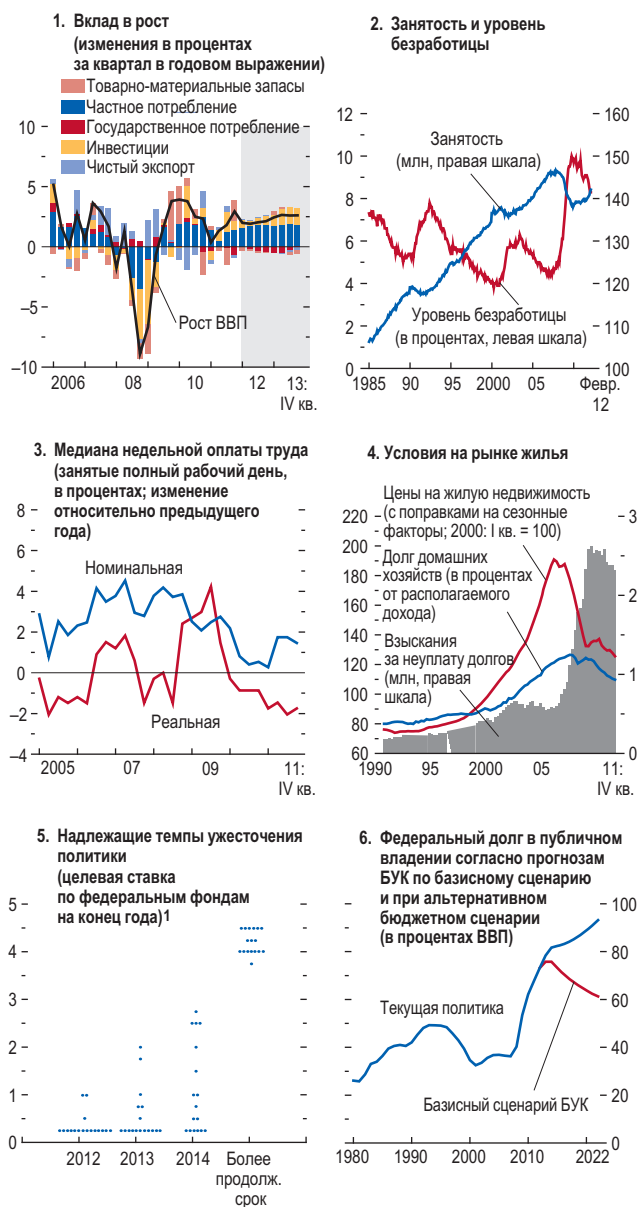 1. Вклад в рост
(изменения в процентах
за квартал в годовом выражении)
Товарно-материальные запасы
Частное потребление
Государственное потребление
Инвестиции
Чистый экспорт
10
5
0
–5
–10
Рост ВВП
2006 08 10 12 13:
IV кв.
2. Занятость и уровень
безработицы
12
10
8
6
4
2
0
160
150
140
130
120
110
100
Занятость
(млн, правая шкала)
Уровень безработицы
(в процентах, левая шкала)
1985 90 95 2000 05 Февр.
12
3. Медиана недельной оплаты труда
(занятые полный рабочий день,
в процентах; изменение
относительно предыдущего
года)
8
6
4
2
0
–2
–4
Номинальная
Реальная
2005 07 09 11:
IV кв.
4. Условия на рынке жилья
Цены на жилую недвижимость
(с поправками на сезонные
факторы; 2000: I кв. = 100)
Долг домашних
хозяйств (в процентах
от располагаемого
дохода)
Взыскания
за неуплату долгов
(млн, правая
шкала)
220
200
180
160
140
120
100
80
60
3
2
1
0
1990 95 2000 05 11:
IV кв.
5. Надлежащие темпы ужесточения
политики
(целевая ставка
по федеральным фондам
на конец года)1
5
4
3
2
1
0
2012 2013 2014 Более
продолж.
срок
6. Федеральный долг в публичном
владении согласно прогнозам
БУК по базисному сценарию
и при альтернативном
бюджетном сценарии
(в процентах ВВП)
100
80
60
40
20
0
Текущая политика
Базисный сценарий БУК
1980 1990 2000 2010 2022